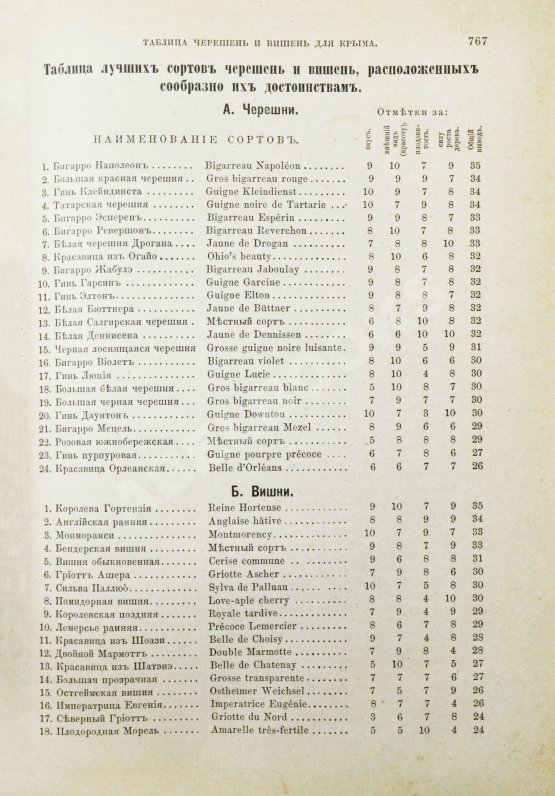 ТАБЛИЦА ЧЕРЕШЕНЬ И ВИШЕНЬ ДЛЯ КРЫМА. 767
Таблица лучшихъ сортовъ черешень и вишень, расположенныхъ
сообразно ихъ достоинствамъ.
А. Черешни. Отмѣтки за:
НАИМЕНОВАНІЕ СОРТОВЪ. вкусъ. внѣшній видъ (красоту). плодовитость. силу роста дерева. Общій выводъ.
1. Бигарро Наполеонъ ........ Bigarreau Napoléon ......... 9 10 7 9 35
2. Большая красная черешня .. Gros bigarreau rouge ....... 9 9 9 7 34
3. Гинь Клейндинста ......... Guigne Kleindienst ......... 10 9 7 8 34
4. Татарская черешня ........ Guigne noire de Tartarie ... 10 7 9 8 34
5. Бигарро Эсперенъ ......... Bigarreau Espérin .......... 9 9 8 7 33
6. Бигарро Ревершонъ ........ Bigarreau Reverchon ........ 8 10 7 8 33
7. Бѣлая черешня Дрогана .... Jaune de Drogan ............ 7 8 8 10 33
8. Красавица изъ Огайо ...... Ohio's beauty .............. 8 10 6 8 32
9. Бигарро Жабулэ ........... Bigarreau Jaboulay ......... 9 8 7 8 32
10. Гинь Гарсинъ ............ Guigne Garcine ............. 9 8 7 8 32
11. Гинь Элтонъ ............. Guigne Elton ............... 9 8 8 7 32
12. Бѣлая Бюттнера .......... Jaune de Büttner ........... 8 7 9 8 32
13. Бѣлая Салгирская черешня . Мѣстный сортъ ............. 6 8 10 8 32
14. Бѣлая Деннисена ......... Jaune de Dennissen ......... 6 6 10 10 32
15. Черная лоснящаяся черешня Grosse guigne noire luisante. 9 9 5 9 31
16. Бигарро Віолетъ ......... Bigarreau violet ........... 8 10 6 6 30
17. Гинь Люція .............. Guigne Lucie ............... 8 10 4 8 30
18. Большая бѣлая черешня .... Gros bigarreau blanc ...... 5 10 8 7 30
19. Большая черная черешня ... Gros bigarreau noir ....... 7 9 7 7 30
20. Гинь Даунтонъ ........... Guigne Downton ............. 10 7 3 10 30
21. Бигарро Мецель .......... Gros bigarreau Mezel ....... 8 9 6 6 29
22. Розовая южнобережская .... Мѣстный сортъ ............. 5 8 8 8 29
23. Гинь пурпуровая ......... Guigne pourpre précoce ..... 6 7 8 6 27
24. Красавица Орлеанская ..... Belle d'Orléans ........... 6 6 7 7 26
Б. Вишни.
1. Королева Гортензія ....... Reine Hortense ............. 9 10 7 9 35
2. Англійская ранняя ........ Anglaise hâtive ............ 8 8 9 9 34
3. Монморанси ............... Montmorency ................ 10 7 9 7 33
4. Бендерская вишня ......... Мѣстный сортъ .............. 9 8 7 9 33
5. Вишня обыкновенная ....... Cerise commune ............. 9 6 8 8 31
6. Гріоттъ Ашера ............ Griotte Ascher ............. 7 9 8 6 30
7. Сильва Паллюо ............ Sylva de Palluau ........... 10 7 5 8 30
8. Помидорная вишня ......... Love-aple cherry ........... 8 8 4 10 30
9. Королевская поздняя ...... Royale tardive ............. 7 9 4 9 29
10. Лемерсье ранняя ......... Précoce Lemercier .......... 8 6 7 8 29
11. Красавица изъ Шоази ..... Belle de Choisy ............ 9 7 4 8 28
12. Двойной Мармоттъ ........ Double Marmotte ............ 7 9 8 4 28
13. Красавица изъ Шатэнэ ..... Belle de Chatenay ......... 5 10 7 5 27
14. Большая прозрачная ...... Grosse transparente ........ 7 7 7 6 27
15. Остгеймская вишня ....... Ostheimer Weichsel ......... 7 5 7 9 26
16. Императрица Евгенія ..... Imperatrice Eugénie ........ 8 7 7 4 26
17. Сѣверный Гріоттъ ........ Griotte du Nord ............ 3 6 7 8 24
18. Плодородная Морель ...... Amarelle très-fertile ...... 5 5 10 4 24